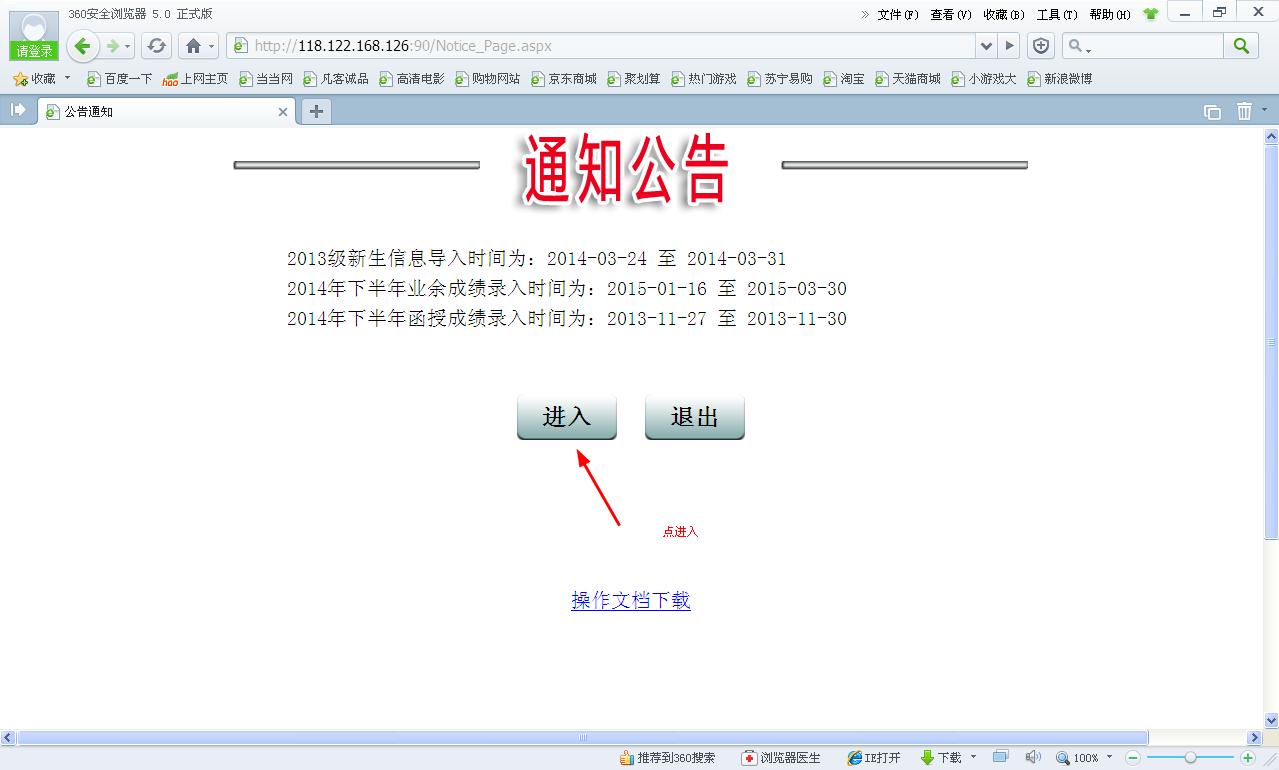 360安全浏览器 5.0 正式版
» 文件(F) 查看(V) 收藏(B) 工具(T) 帮助(H)
请登录
http://118.122.168.126:90/Notice_Page.aspx
收藏 百度一下 hao 上网主页 当当网 凡客诚品 高清电影 购物网站 京东商城 聚划算 热门游戏 苏宁易购 淘宝 天猫商城 小游戏大 新浪微博
公告通知
通知公告
2013级新生信息导入时间为：2014-03-24 至 2014-03-31
2014年下半年业余成绩录入时间为：2015-01-16 至 2015-03-30
2014年下半年函授成绩录入时间为：2013-11-27 至 2013-11-30
进入 退出
点进入
操作文档下载
推荐到360搜索 浏览器医生 IE打开 下载 100%